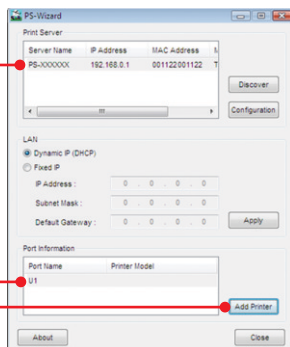 PS-Wizard
Print Server
Server Name IP Address MAC Address
PS-XXXXXX 192.168.0.1 001122001122 T
Discover
Configuration
LAN
Dynamic IP (DHCP)
Fixed IP
IP Address : 0 . 0 . 0 . 0
Subnet Mask : 0 . 0 . 0 . 0
Default Gateway : 0 . 0 . 0 . 0
Apply
Port Information
Port Name Printer Model
U1
Add Printer
About Close